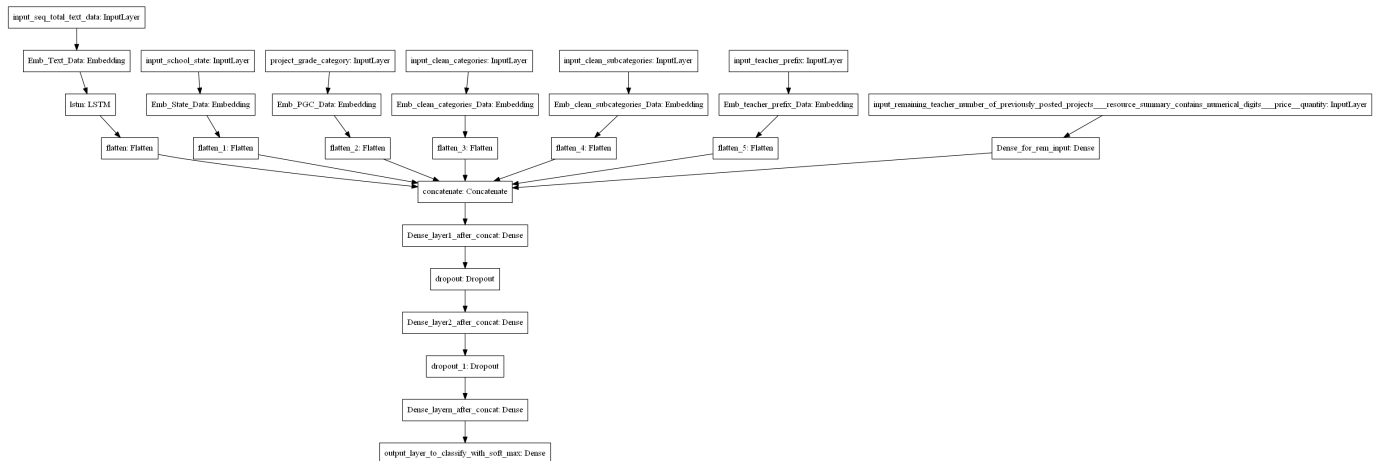 input_seq_total_text_data: InputLayer
Emb_Text_Data: Embedding
input_school_state: InputLayer
project_grade_category: InputLayer
input_clean_categories: InputLayer
input_clean_subcategories: InputLayer
input_teacher_prefix: InputLayer
lstm: LSTM
Emb_State_Data: Embedding
Emb_PGC_Data: Embedding
Emb_clean_categories_Data: Embedding
Emb_clean_subcategories_Data: Embedding
Emb_teacher_prefix_Data: Embedding
input_remaining_teacher_number_of_previously_posted_projects___resource_summary_contains_numerical_digits___price__quantity: InputLayer
flatten: Flatten
flatten_1: Flatten
flatten_2: Flatten
flatten_3: Flatten
flatten_4: Flatten
flatten_5: Flatten
Dense_for_rem_input: Dense
concatenate: Concatenate
Dense_layer1_after_concat: Dense
dropout: Dropout
Dense_layer2_after_concat: Dense
dropout_1: Dropout
Dense_layern_after_concat: Dense
output_layer_to_classify_with_soft_max: Dense